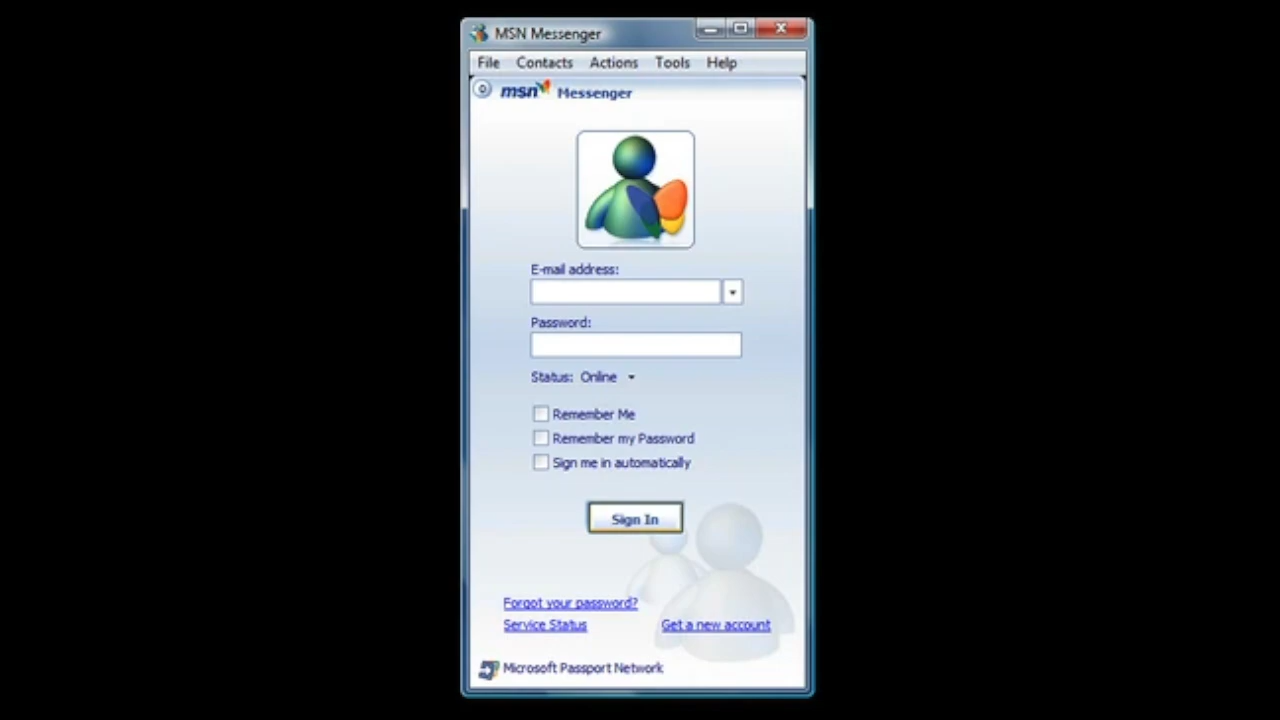 MSN Messenger
File Contacts Actions Tools Help
msn Messenger
E-mail address:
Password:
Status: Online
Remember Me
Remember my Password
Sign me in automatically
Sign In
Forgot your password?
Service Status Get a new account
Microsoft Passport Network